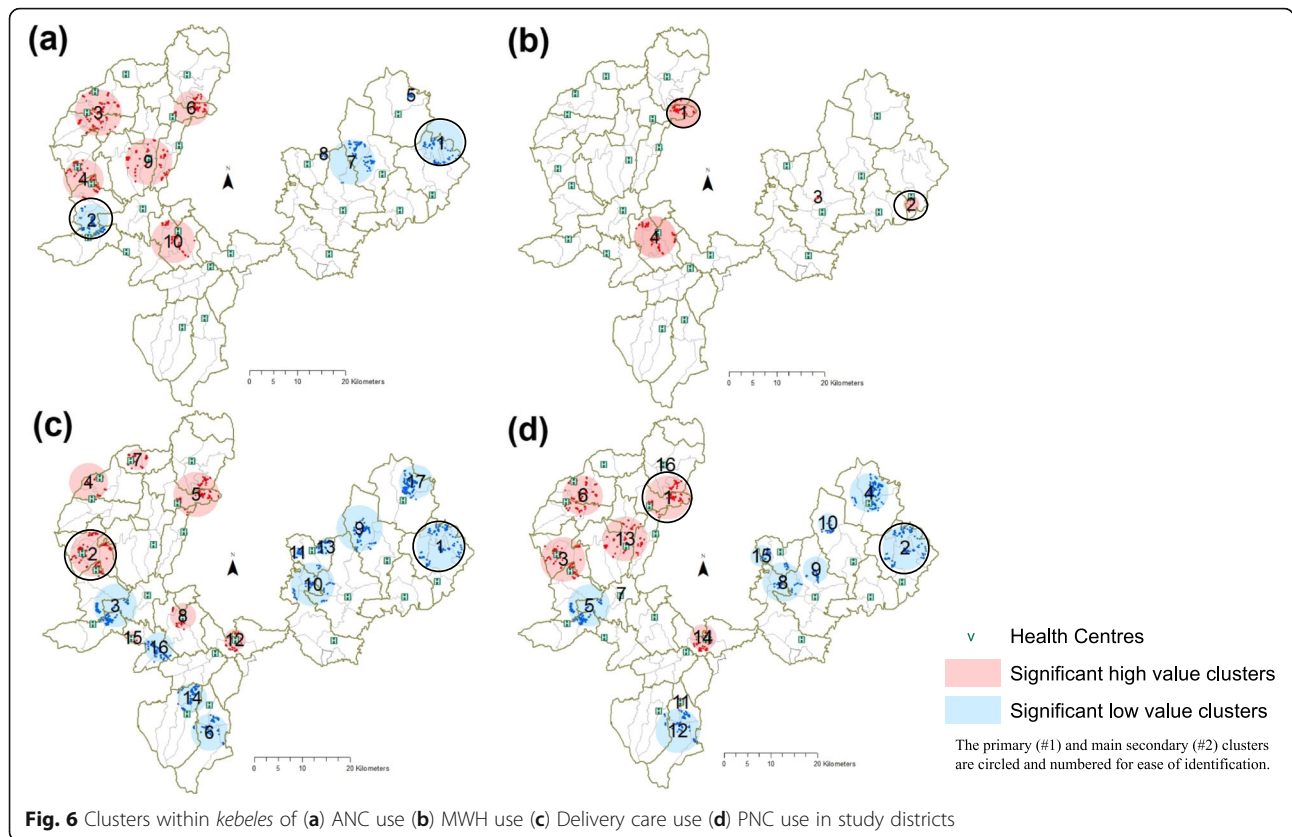 (a)
3
6
9
4
2
10
5
8
7
1
N
0 5 10 20 Kilometers
(b)
1
3
2
4
N
0 5 10 20 Kilometers
(c)
7
4
5
17
2
9
1
11 13
10
3
8
15
16
12
14
6
N
0 5 10 20 Kilometers
(d)
16
6
1
4
13
10
3
15
2
9
8
5
7
14
11
12
N
0 5 10 20 Kilometers
v Health Centres
Significant high value clusters
Significant low value clusters
The primary (#1) and main secondary (#2) clusters
are circled and numbered for ease of identification.
Fig. 6 Clusters within kebeles of (a) ANC use (b) MWH use (c) Delivery care use (d) PNC use in study districts